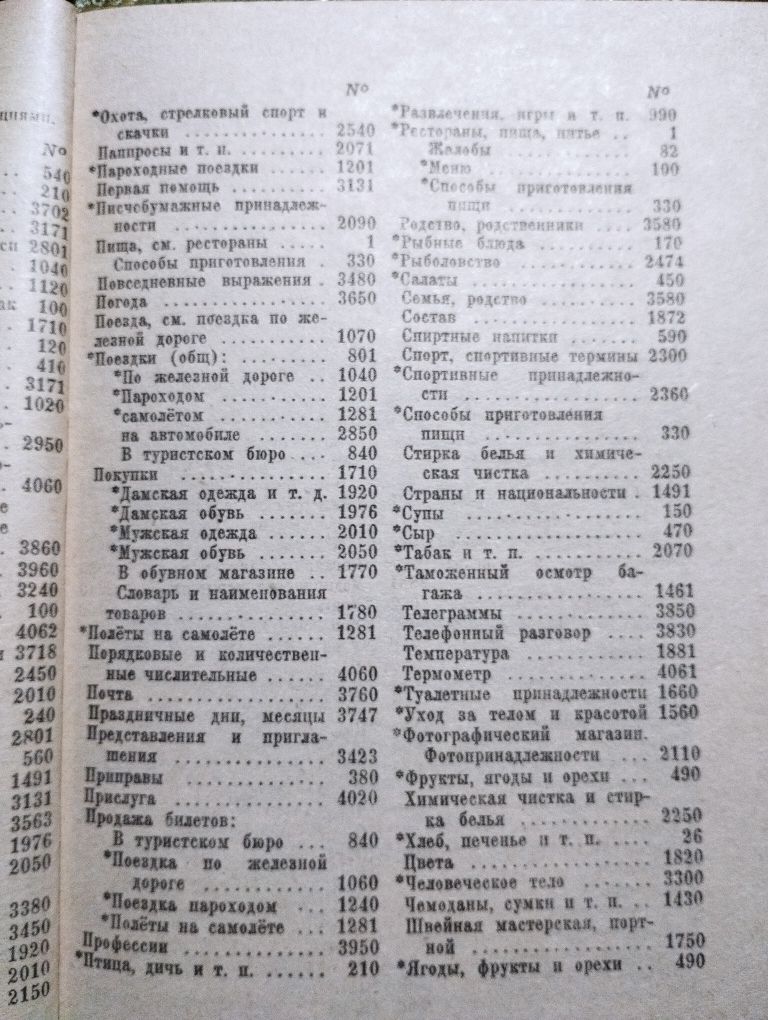 циями.
№
.. 540
. 210
. 3702
. 3171
си 2801
. 1040
. 1120
ак 100
. 1710
120
. 410
. 3171
. 1020
о-
. 2950
о-
. 4060
е
е
. 3860
. 3960
. 3240
. 100
4062
и 3718
2450
2010
240
2801
560
1491
3131
3563
1976
2050
3380
3450
1920
2010
2150
№
*Охота, стрелковый спорт и
скачки ............... 2540
Паппросы и т. п. ......... 2071
*Пароходные поездки ...... 1201
Первая помощь ......... 3131
*Писчебумажные принадлеж-
ности ............... 2090
Пища, см. рестораны ..... 1
Способы приготовления . 330
Повседневные выражения . 3480
Погода ............... 3650
Поезда, см. поездка по же-
лезной дороге ......... 1070
*Поездки (общ): ......... 801
*По железной дороге .. 1040
*Пароходом ......... 1201
*самолётом ......... 1281
на автомобиле ....... 2850
В туристском бюро ... 840
Покупки ............. 1710
*Дамская одежда и т. д. 1920
*Дамская обувь ....... 1976
*Мужская одежда ..... 2010
*Мужская обувь ....... 2050
В обувном магазине .. 1770
Словарь и наименования
товаров ............. 1780
*Полёты на самолёте ...... 1281
Порядковые и количествен-
ные числительные ...... 4060
Почта ............... 3760
Праздничные дни, месяцы 3747
Представления и пригла-
шения ............... 3423
Приправы ............. 380
Прислуга ............. 4020
Продажа билетов:
В туристском бюро ... 840
*Поездка по железной
дороге ............. 1060
*Поездка пароходом ... 1240
*Полёты на самолёте ... 1281
Профессии ............. 3950
*Птица, дичь и т. п. ...... 210
№
*Развлечения, игры и т. п. 990
*Рестораны, пища, питье .. 1
Жалобы ............. 82
*Меню ............. 100
*Способы приготовления
пищи ............. 330
Родство, родственники .... 3580
*Рыбные блюда ......... 170
*Рыболовство ........... 2474
*Салаты ............... 450
Семья, родство ......... 3580
Состав ............... 1872
Спиртные напитки ....... 590
Спорт, спортивные термины 2300
*Спортивные принадлежно-
сти ............... 2360
*Способы приготовления
пищи ............... 330
Стирка белья и химиче-
ская чистка ......... 2250
Страны и национальности . 1491
*Супы ............... 150
*Сыр ............... 470
*Табак и т. п. ........... 2070
*Таможенный осмотр ба-
гажа ............... 1461
Телеграммы ........... 3850
Телефонный разговор .... 3830
Температура ........... 1881
Термометр ............. 4061
*Туалетные принадлежности 1660
*Уход за телом и красотой 1560
*Фотографический магазин.
Фотопринадлежности ... 2110
*Фрукты, ягоды и орехи ... 490
Химическая чистка и стир-
ка белья ............. 2250
*Хлеб, печенье и т. п. .... 26
Цвета ............... 1820
*Человеческое тело ....... 3300
Чемоданы, сумки и т. п. .. 1430
Швейная мастерская, порт-
ной ............... 1750
*Ягоды, фрукты и орехи .. 490